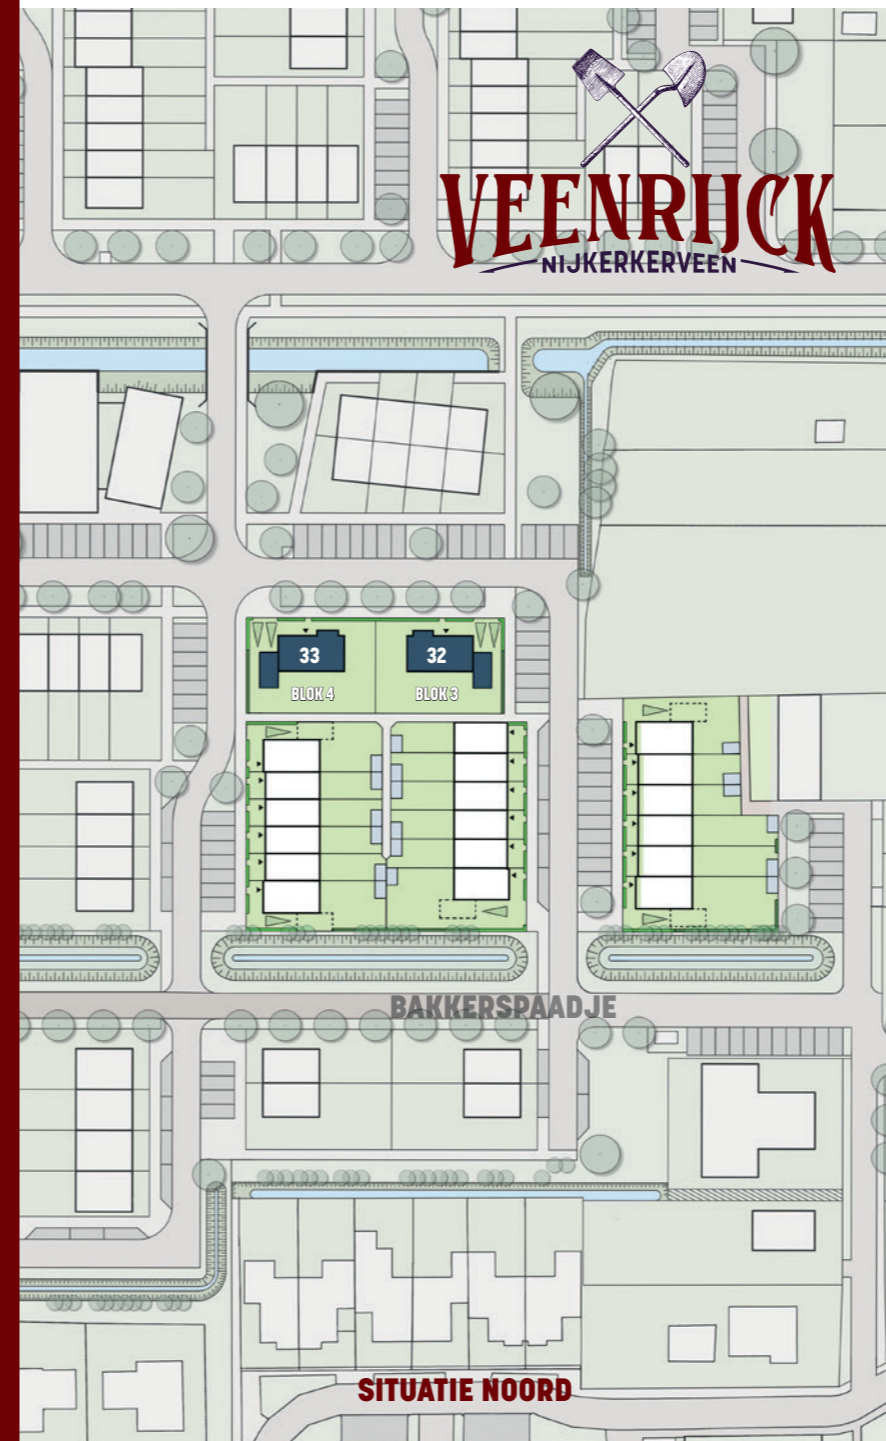 VEENRIJCK
NIJKERKERVEEN
33
32
BLOK 4
BLOK 3
BAKKERSPAADJE
SITUATIE NOORD